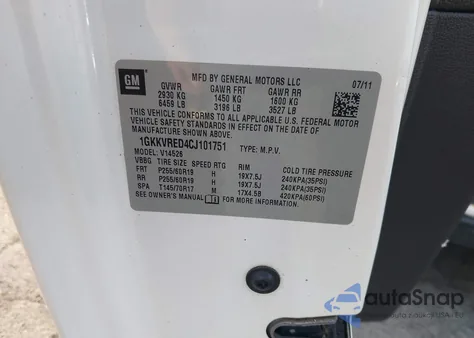 GM
MFD BY GENERAL MOTORS LLC
07/11
GVWR GAWR FRT GAWR RR
2930 KG 1450 KG 1600 KG
6459 LB 3196 LB 3527 LB
THIS VEHICLE CONFORMS TO ALL APPLICABLE U.S. FEDERAL MOTOR
VEHICLE SAFETY STANDARDS IN EFFECT ON THE DATE OF
MANUFACTURE SHOWN ABOVE.
1GKKVRED4CJ101751 TYPE: M.P.V.
V14526
VBBG TIRE SIZE SPEED RTG RIM COLD TIRE PRESSURE
FRT P255/60R19 H 19X7.5J 240KPA(35PSI)
RR P255/60R19 H 19X7.5J 240KPA(35PSI)
SPA T145/70R17 M 17X4.5B 420KPA(60PSI)
SEE OWNER'S MANUAL FOR MORE INFORMATION.
autoSnap